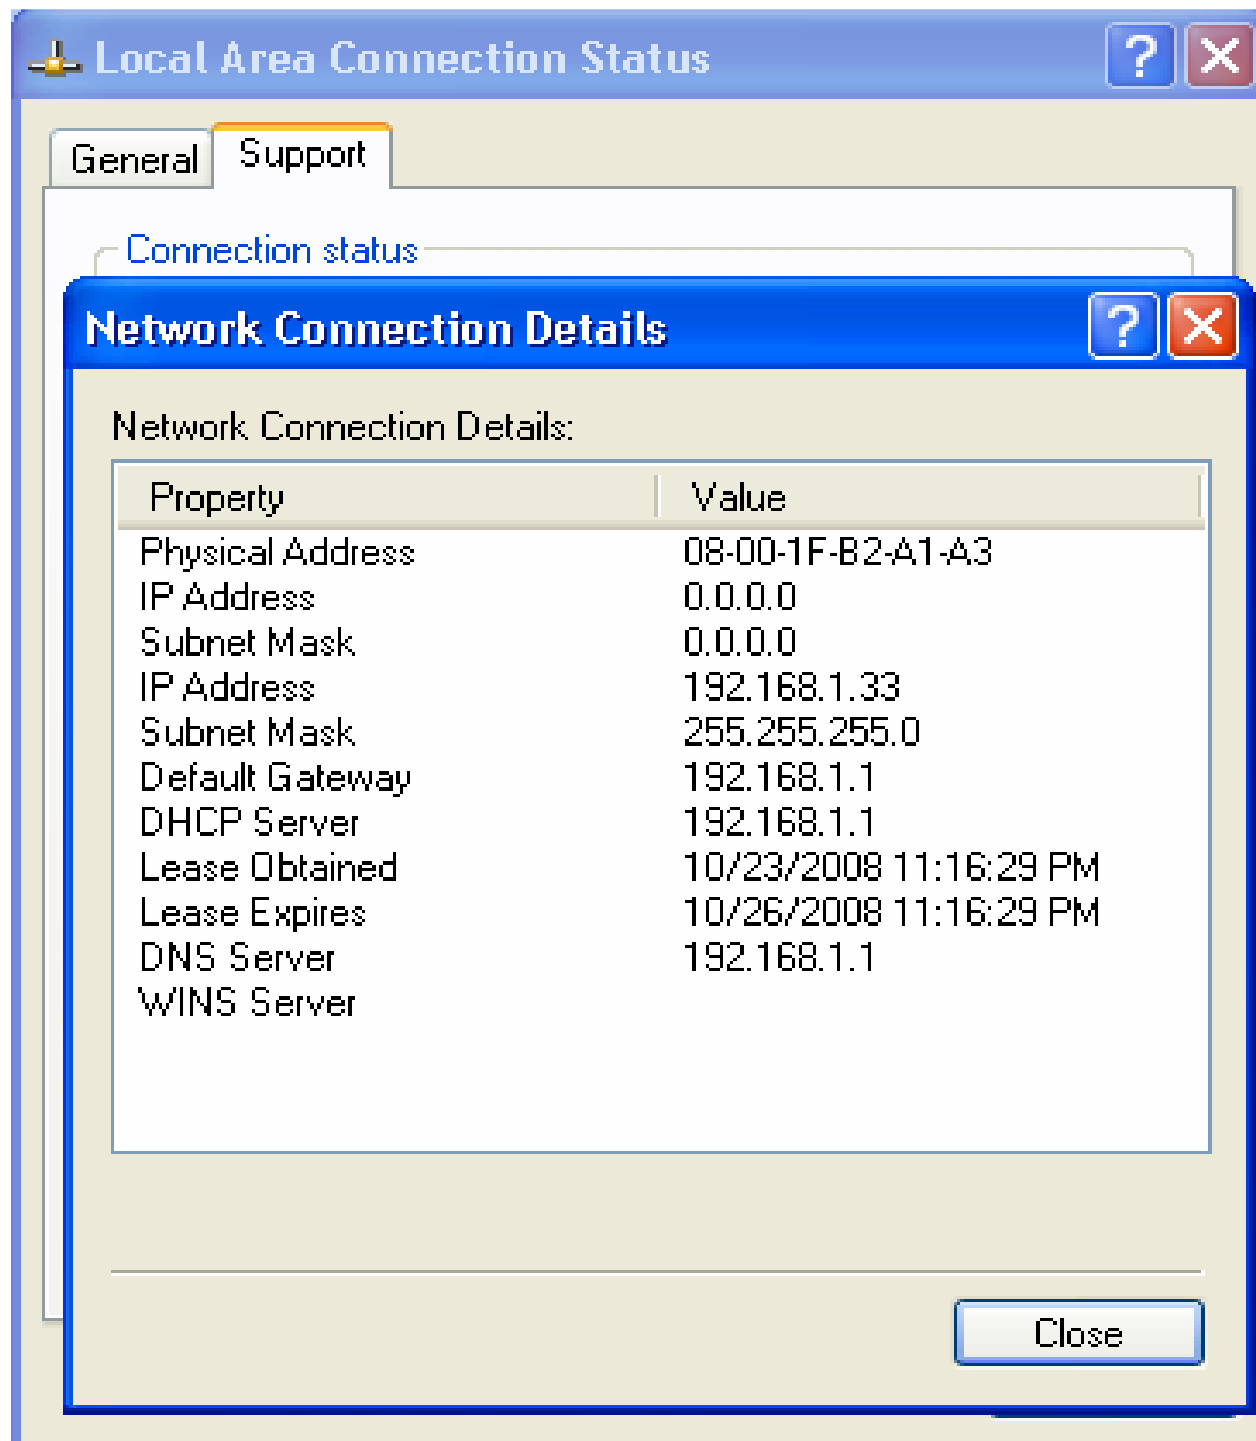 Local Area Connection Status
General Support
Connection status
Network Connection Details
Network Connection Details:
Property Value
Physical Address 08-00-1F-B2-A1-A3
IP Address 0.0.0.0
Subnet Mask 0.0.0.0
IP Address 192.168.1.33
Subnet Mask 255.255.255.0
Default Gateway 192.168.1.1
DHCP Server 192.168.1.1
Lease Obtained 10/23/2008 11:16:29 PM
Lease Expires 10/26/2008 11:16:29 PM
DNS Server 192.168.1.1
WINS Server
Close